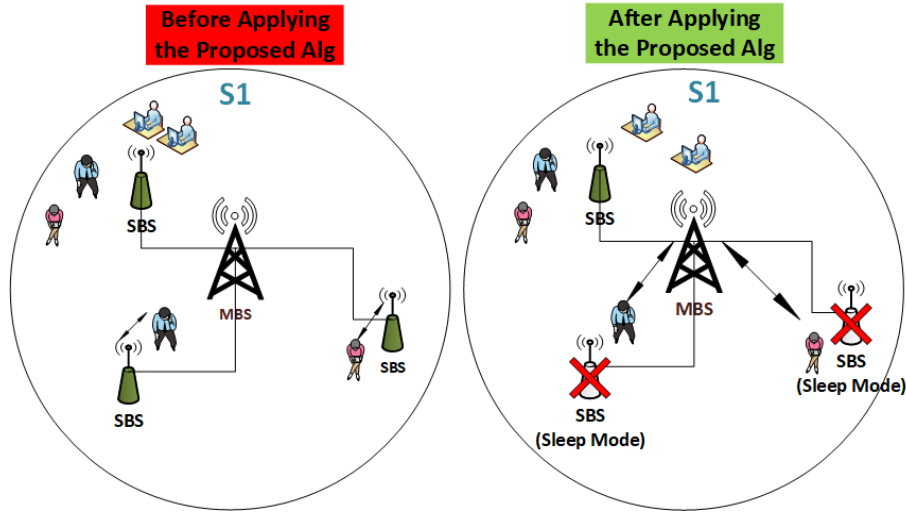 Before Applying
the Proposed Alg
S1
SBS
MBS
SBS
SBS
After Applying
the Proposed Alg
S1
SBS
MBS
SBS
(Sleep Mode)
SBS
(Sleep Mode)